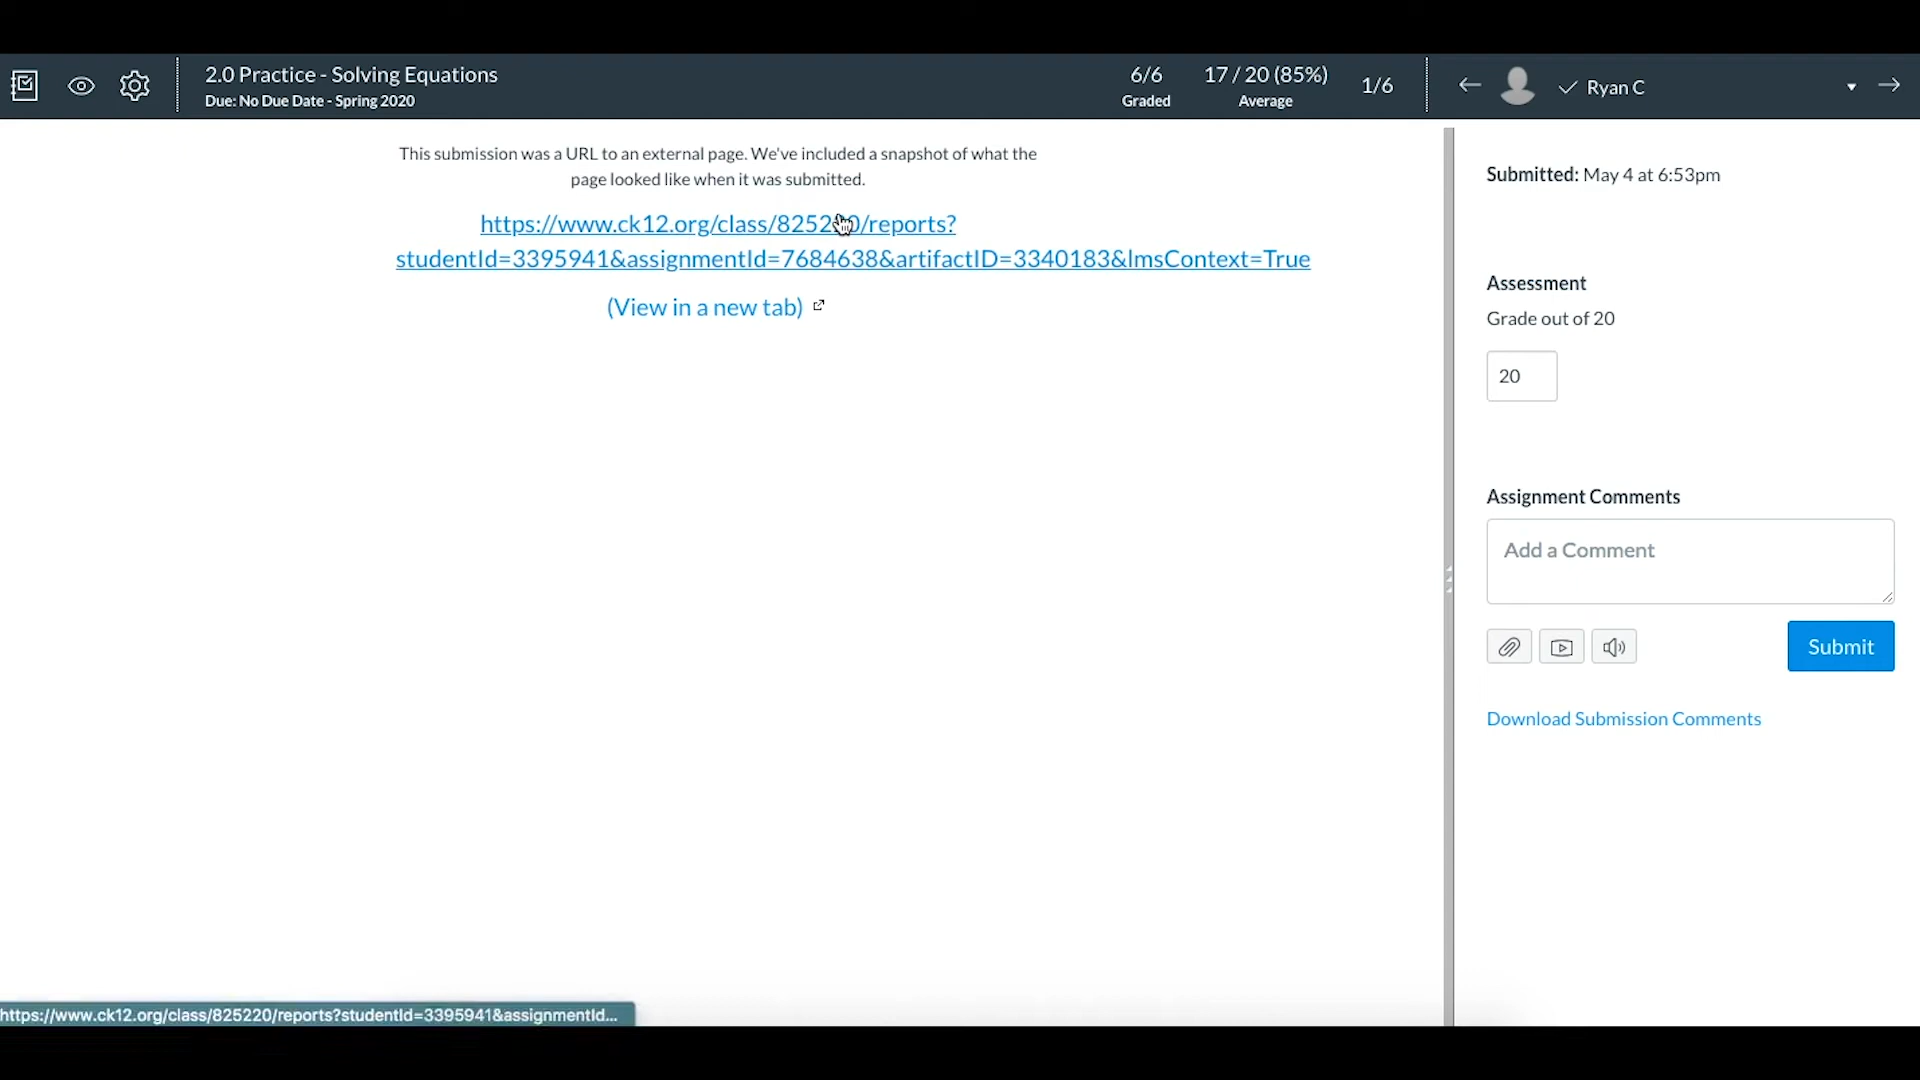 2.0 Practice - Solving Equations
Due: No Due Date - Spring 2020
6/6
Graded
17 / 20 (85%)
Average
1/6
Ryan C
This submission was a URL to an external page. We've included a snapshot of what the
page looked like when it was submitted.
https://www.ck12.org/class/825220/reports?
studentId=3395941&assignmentId=7684638&artifactID=3340183&lmsContext=True
(View in a new tab)
Submitted: May 4 at 6:53pm
Assessment
Grade out of 20
20
Assignment Comments
Add a Comment
Submit
Download Submission Comments
https://www.ck12.org/class/825220/reports?studentId=3395941&assignmentId...